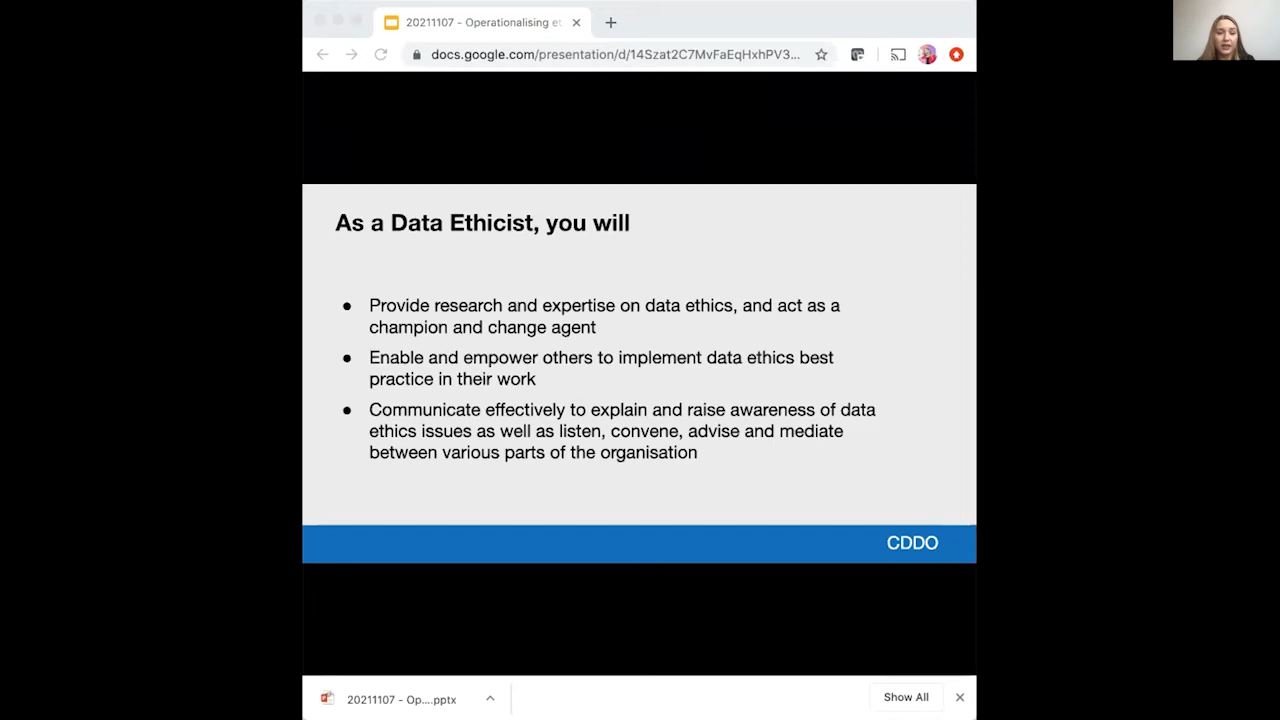 20211107 - Operationalising et
docs.google.com/presentation/d/14Szat2C7MvFaEqHxhPV3...
As a Data Ethicist, you will
● Provide research and expertise on data ethics, and act as a
champion and change agent
● Enable and empower others to implement data ethics best
practice in their work
● Communicate effectively to explain and raise awareness of data
ethics issues as well as listen, convene, advise and mediate
between various parts of the organisation
CDDO
20211107 - Op....pptx
Show All